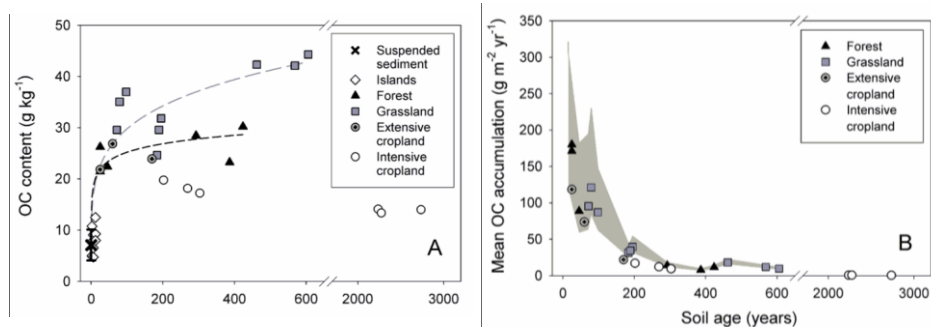 50
40
30
20
10
0
OC content (g kg⁻¹)
Suspended
sediment
Islands
Forest
Grassland
Extensive
cropland
Intensive
cropland
A
0 200 400 600 2000 3000
350
300
250
200
150
100
50
0
Mean OC accumulation (g m⁻² yr⁻¹)
Forest
Grassland
Extensive
cropland
Intensive
cropland
B
0 200 400 600 2000 3000
Soil age (years)